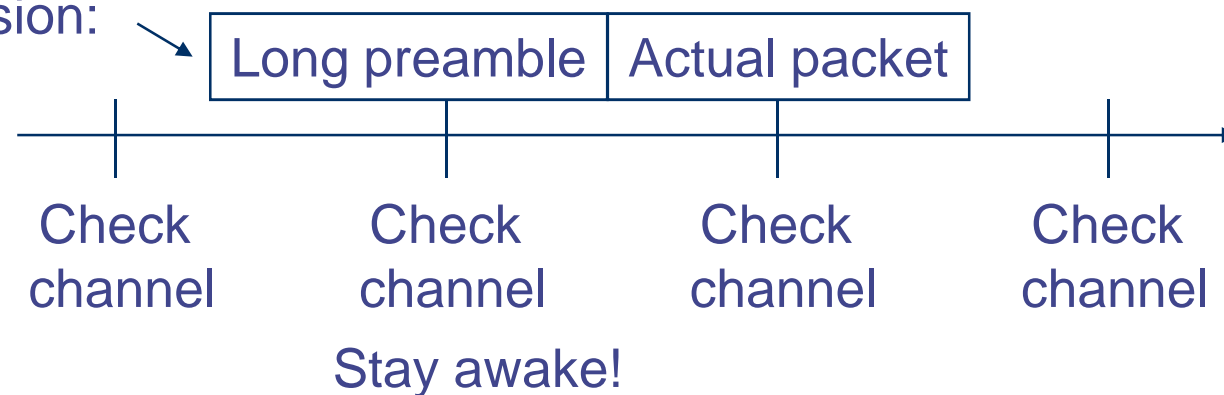 sion:
Long preamble Actual packet
Check Check Check Check
channel channel channel channel
Stay awake!